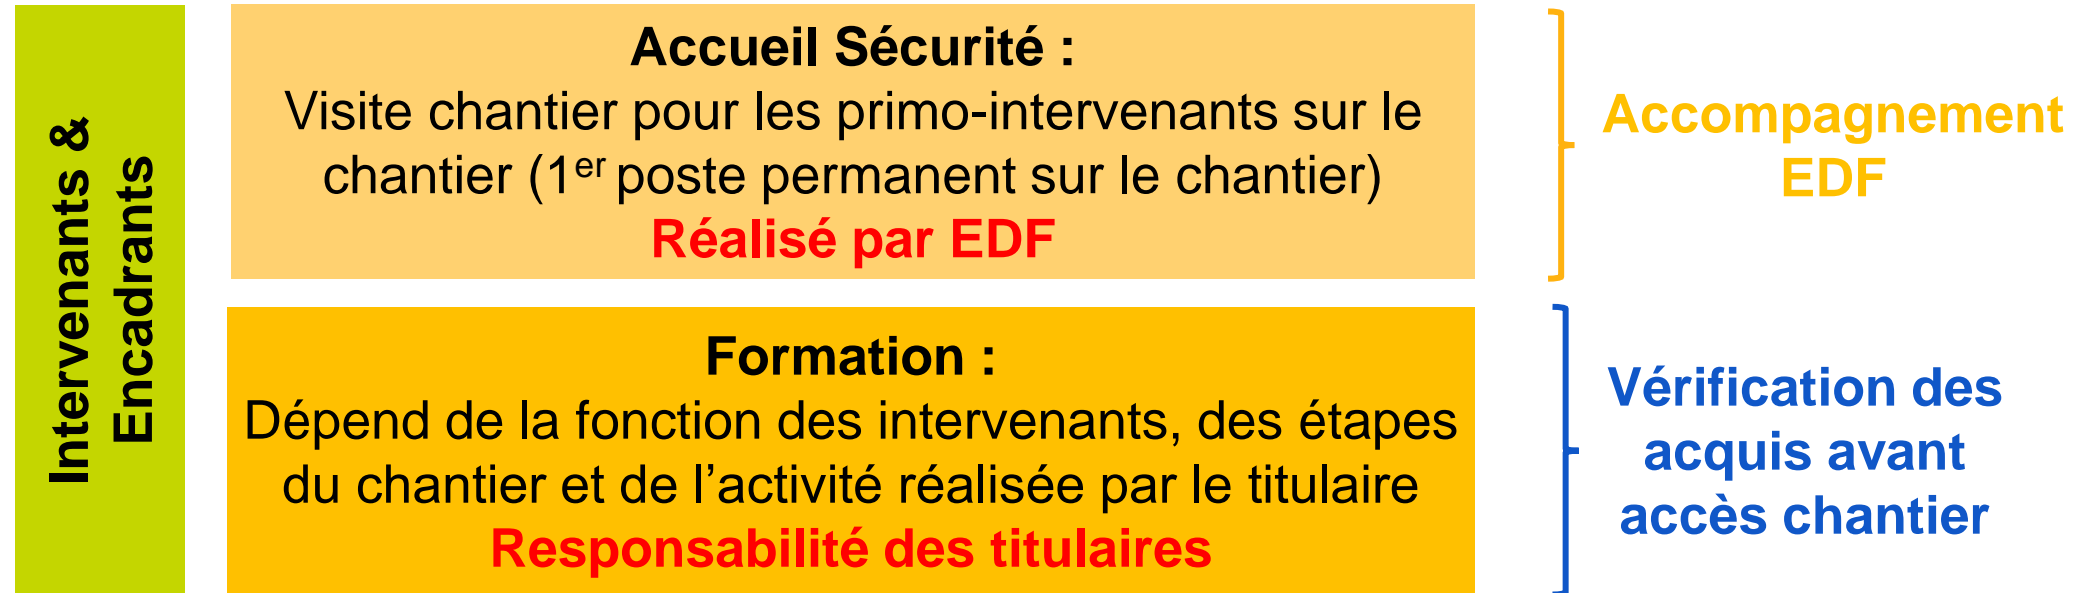 Intervenants &
Encadrants
Accueil Sécurité :
Visite chantier pour les primo-intervenants sur le
chantier (1er poste permanent sur le chantier)
Réalisé par EDF
Accompagnement
EDF
Formation :
Dépend de la fonction des intervenants, des étapes
du chantier et de l’activité réalisée par le titulaire
Responsabilité des titulaires
Vérification des
acquis avant
accès chantier